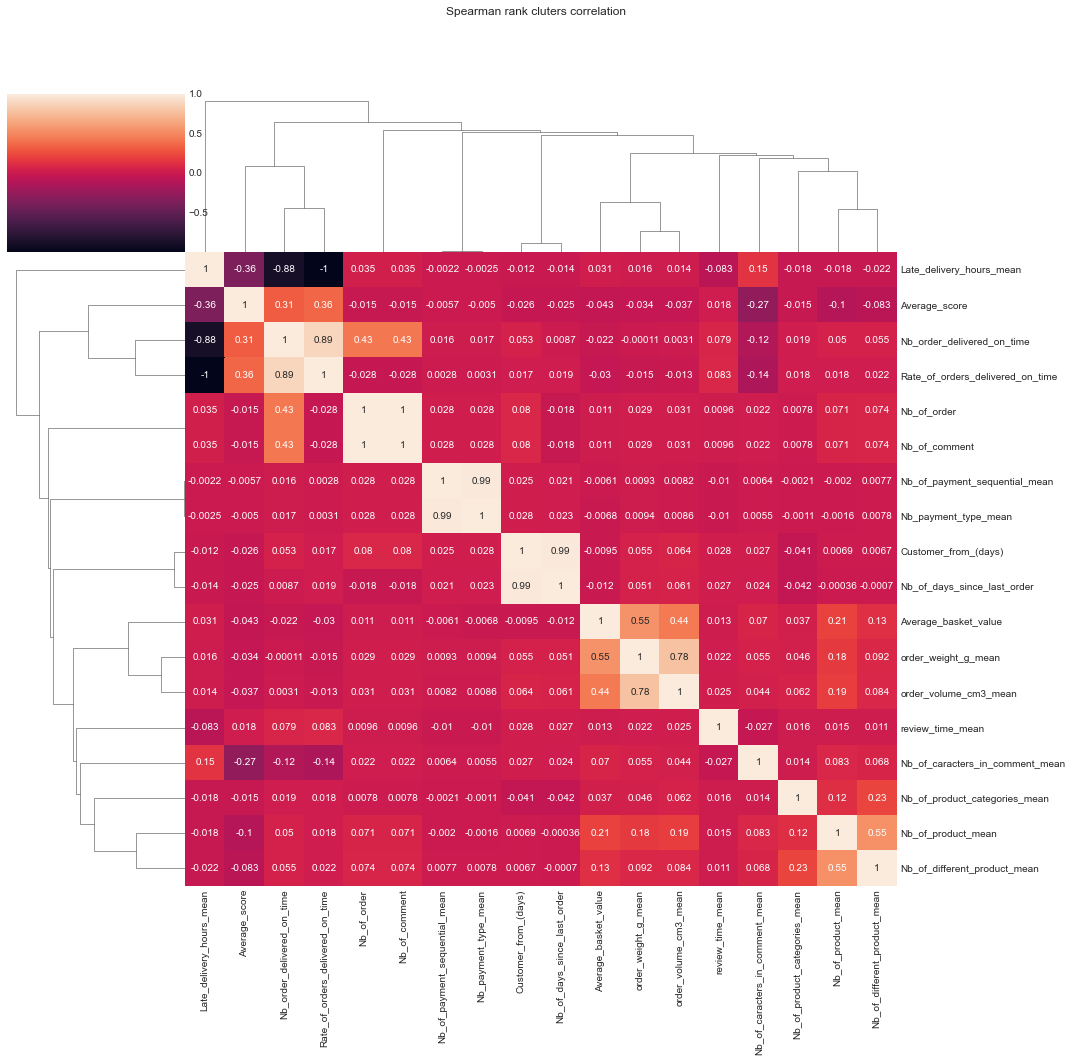 Spearman rank cluters correlation
1.0
0.5
0.0
−0.5
1 -0.36 -0.88 -1 0.035 0.035 -0.0022 -0.0025 -0.012 -0.014 0.031 0.016 0.014 -0.083 0.15 -0.018 -0.018 -0.022 Late_delivery_hours_mean
-0.36 1 0.31 0.36 -0.015 -0.015 -0.0057 -0.005 -0.026 -0.025 -0.043 -0.034 -0.037 0.018 -0.27 -0.015 -0.1 -0.083 Average_score
-0.88 0.31 1 0.89 0.43 0.43 0.016 0.017 0.053 0.0087 -0.022 -0.00011 0.0031 0.079 -0.12 0.019 0.05 0.055 Nb_order_delivered_on_time
-1 0.36 0.89 1 -0.028 -0.028 0.0028 0.0031 0.017 0.019 -0.03 -0.015 -0.013 0.083 -0.14 0.018 0.018 0.022 Rate_of_orders_delivered_on_time
0.035 -0.015 0.43 -0.028 1 1 0.028 0.028 0.08 -0.018 0.011 0.029 0.031 0.0096 0.022 0.0078 0.071 0.074 Nb_of_order
0.035 -0.015 0.43 -0.028 1 1 0.028 0.028 0.08 -0.018 0.011 0.029 0.031 0.0096 0.022 0.0078 0.071 0.074 Nb_of_comment
-0.0022 -0.0057 0.016 0.0028 0.028 0.028 1 0.99 0.025 0.021 -0.0061 0.0093 0.0082 -0.01 0.0064 -0.0021 -0.002 0.0077 Nb_of_payment_sequential_mean
-0.0025 -0.005 0.017 0.0031 0.028 0.028 0.99 1 0.028 0.023 -0.0068 0.0094 0.0086 -0.01 0.0055 -0.0011 -0.0016 0.0078 Nb_payment_type_mean
-0.012 -0.026 0.053 0.017 0.08 0.08 0.025 0.028 1 0.99 -0.0095 0.055 0.064 0.028 0.027 -0.041 0.0069 0.0067 Customer_from_(days)
-0.014 -0.025 0.0087 0.019 -0.018 -0.018 0.021 0.023 0.99 1 -0.012 0.051 0.061 0.027 0.024 -0.042 -0.00036 -0.0007 Nb_of_days_since_last_order
0.031 -0.043 -0.022 -0.03 0.011 0.011 -0.0061 -0.0068 -0.0095 -0.012 1 0.55 0.44 0.013 0.07 0.037 0.21 0.13 Average_basket_value
0.016 -0.034 -0.00011 -0.015 0.029 0.029 0.0093 0.0094 0.055 0.051 0.55 1 0.78 0.022 0.055 0.046 0.18 0.092 order_weight_g_mean
0.014 -0.037 0.0031 -0.013 0.031 0.031 0.0082 0.0086 0.064 0.061 0.44 0.78 1 0.025 0.044 0.062 0.19 0.084 order_volume_cm3_mean
-0.083 0.018 0.079 0.083 0.0096 0.0096 -0.01 -0.01 0.028 0.027 0.013 0.022 0.025 1 -0.027 0.016 0.015 0.011 review_time_mean
0.15 -0.27 -0.12 -0.14 0.022 0.022 0.0064 0.0055 0.027 0.024 0.07 0.055 0.044 -0.027 1 0.014 0.083 0.068 Nb_of_caracters_in_comment_mean
-0.018 -0.015 0.019 0.018 0.0078 0.0078 -0.0021 -0.0011 -0.041 -0.042 0.037 0.046 0.062 0.016 0.014 1 0.12 0.23 Nb_of_product_categories_mean
-0.018 -0.1 0.05 0.018 0.071 0.071 -0.002 -0.0016 0.0069 -0.00036 0.21 0.18 0.19 0.015 0.083 0.12 1 0.55 Nb_of_product_mean
-0.022 -0.083 0.055 0.022 0.074 0.074 0.0077 0.0078 0.0067 -0.0007 0.13 0.092 0.084 0.011 0.068 0.23 0.55 1 Nb_of_different_product_mean
Late_delivery_hours_mean
Average_score
Nb_order_delivered_on_time
Rate_of_orders_delivered_on_time
Nb_of_order
Nb_of_comment
Nb_of_payment_sequential_mean
Nb_payment_type_mean
Customer_from_(days)
Nb_of_days_since_last_order
Average_basket_value
order_weight_g_mean
order_volume_cm3_mean
review_time_mean
Nb_of_caracters_in_comment_mean
Nb_of_product_categories_mean
Nb_of_product_mean
Nb_of_different_product_mean